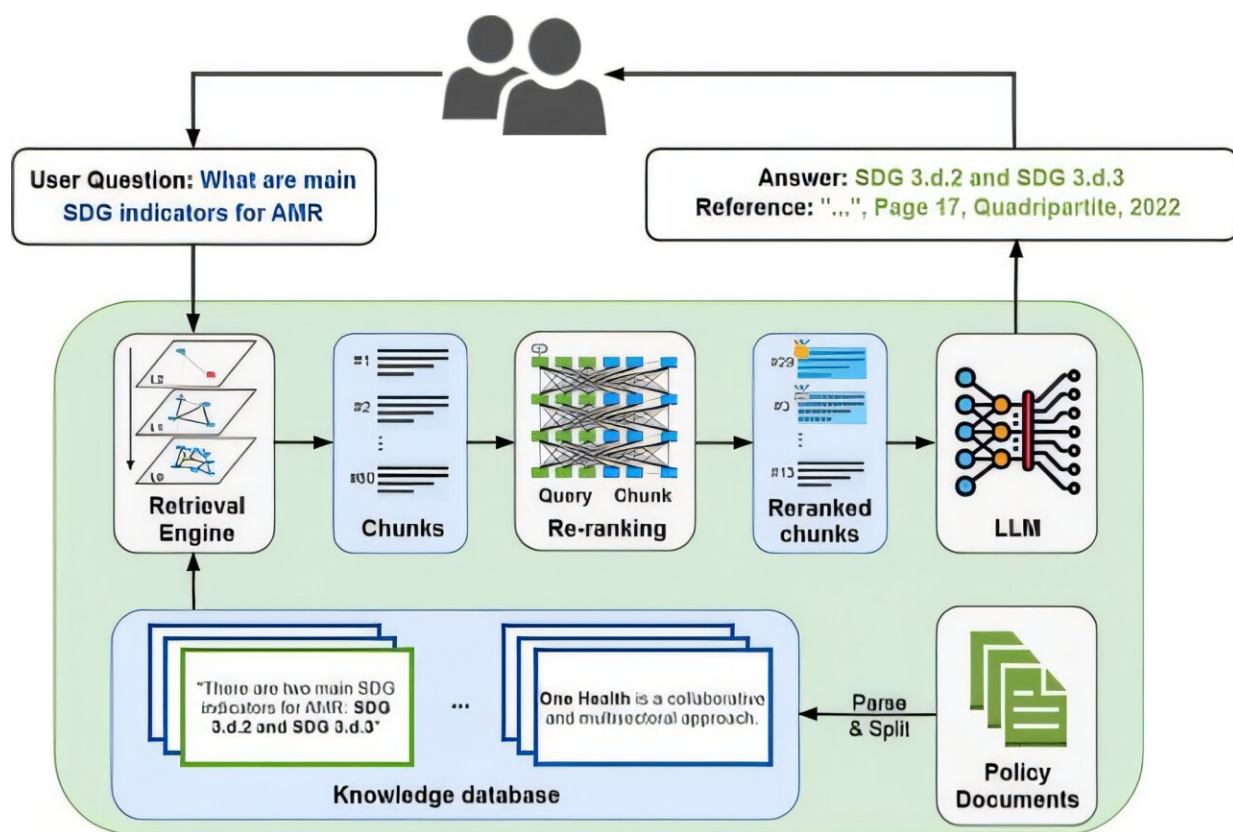 User Question: What are main
SDG indicators for AMR
Answer: SDG 3.d.2 and SDG 3.d.3
Reference: "...", Page 17, Quadripartite, 2022
Retrieval
Engine
#1
#2
...
Chunks
Query Chunk
Re-ranking
#29
...
#13
Reranked
chunks
LLM
"There are two main SDG
indicators for AMR: SDG
3.d.2 and SDG 3.d.3"
...
One Health is a collaborative
and multisectoral approach.
Knowledge database
Parse
& Split
Policy
Documents